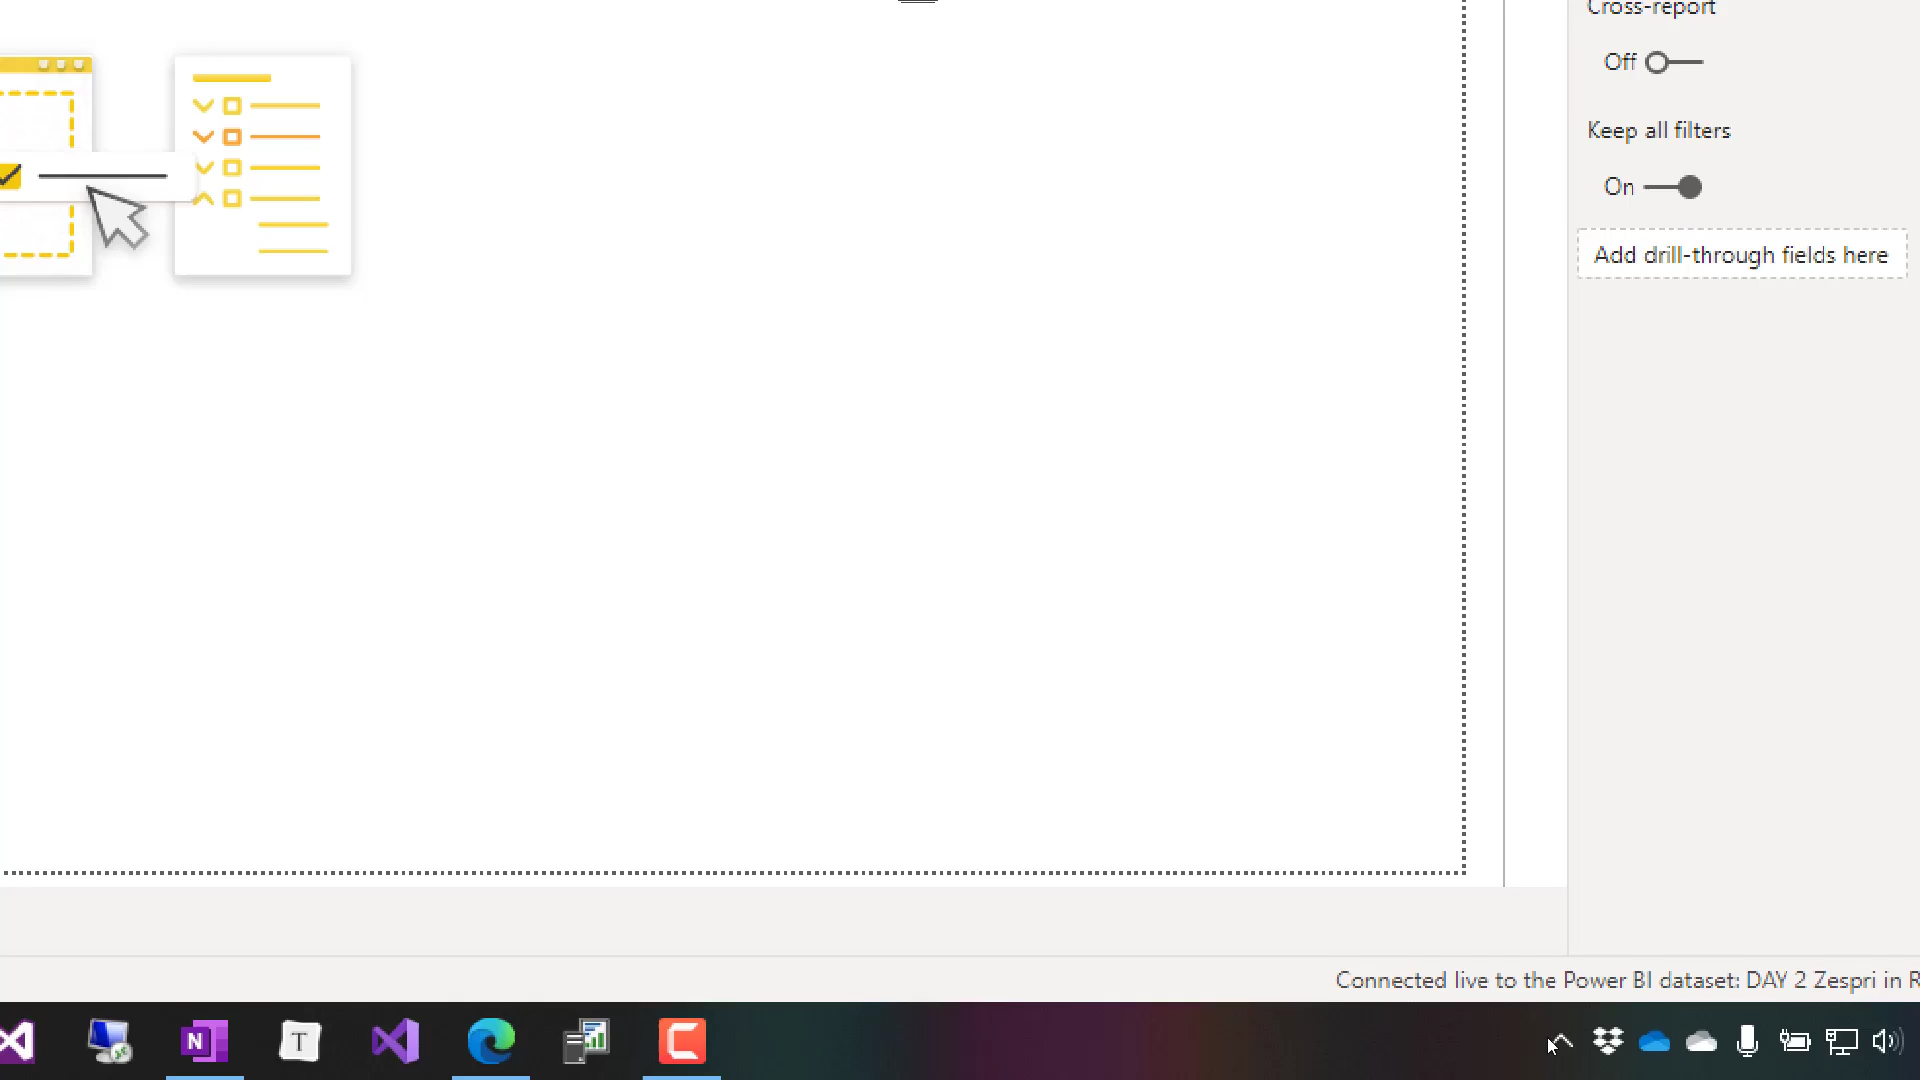 Cross-report
Off
Keep all filters
On
Add drill-through fields here
Connected live to the Power BI dataset: DAY 2 Zespri in R
N
T